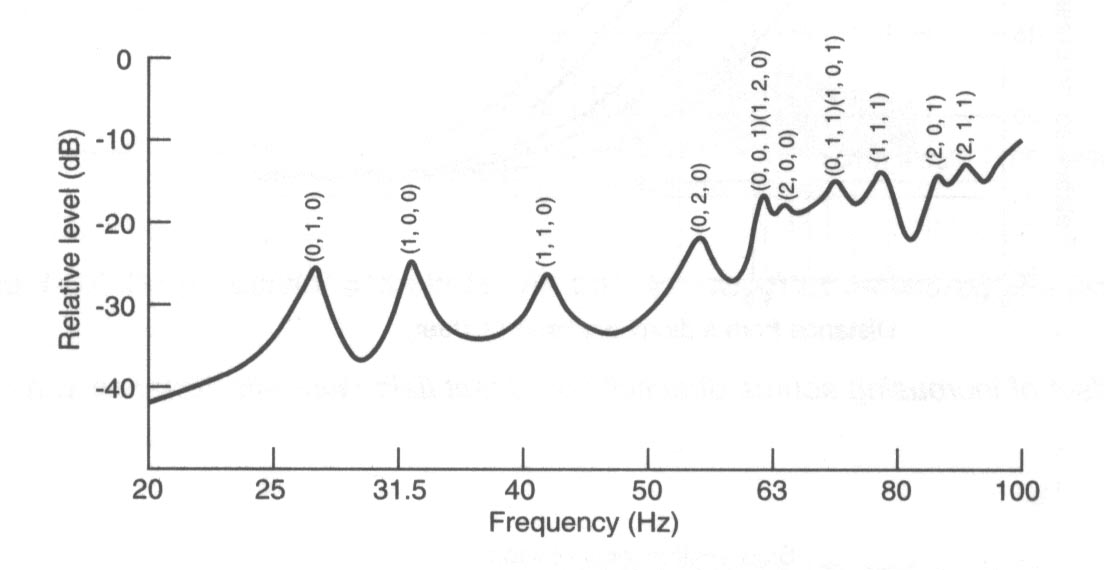 0
-10
-20
-30
-40
Relative level (dB)
(0, 1, 0)
(1, 0, 0)
(1, 1, 0)
(0, 2, 0)
(0, 0, 1)(1, 2, 0)
(2, 0, 0)
(0, 1, 1)(1, 0, 1)
(1, 1, 1)
(2, 0, 1)
(2, 1, 1)
20 25 31.5 40 50 63 80 100
Frequency (Hz)